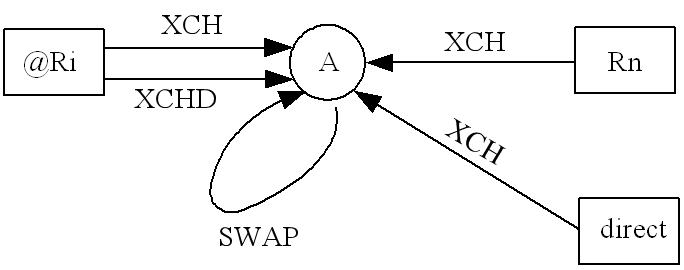 XCH
@Ri
XCHD
A
XCH
Rn
XCH
direct
SWAP